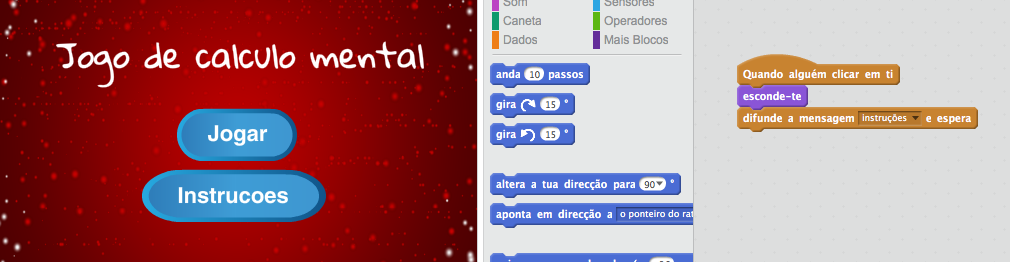 Jogo de calculo mental
Jogar
Instrucoes
Som
Sensores
Caneta
Operadores
Dados
Mais Blocos
anda 10 passos
gira 15 °
gira 15 °
altera a tua direcção para 90 °
aponta em direcção a o ponteiro do
Quando alguém clicar em ti
esconde-te
difunde a mensagem Instruções e espera